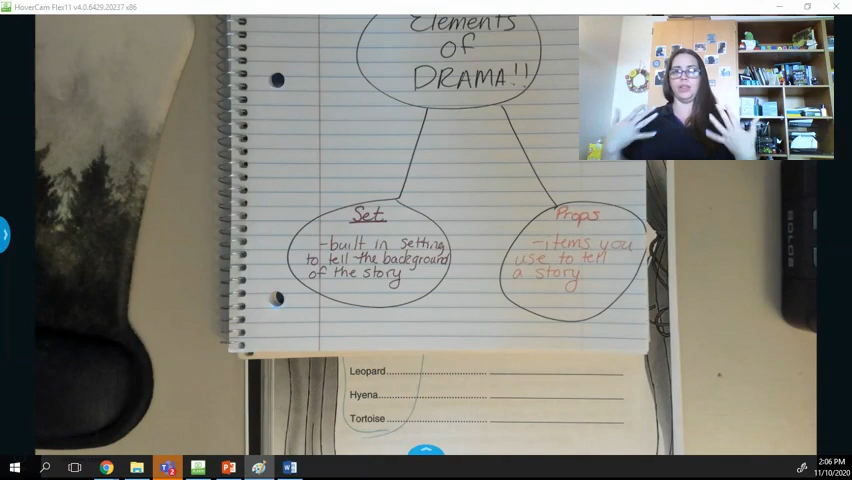 HoverCam Flex11 v4.0.6429.20237 x86
Elements
of
DRAMA!!
Set
-built in setting
to tell the background
of the story
Props
-items you
use to tell
a story
Leopard
Hyena
Tortoise
2:06 PM
11/10/2020